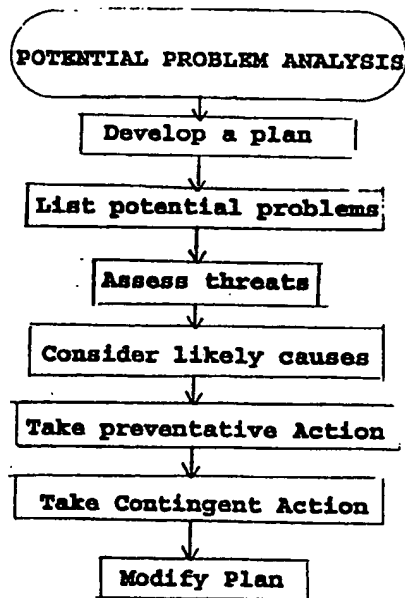 POTENTIAL PROBLEM ANALYSIS
Develop a plan
List potential problems
Assess threats
Consider likely causes
Take preventative Action
Take Contingent Action
Modify Plan